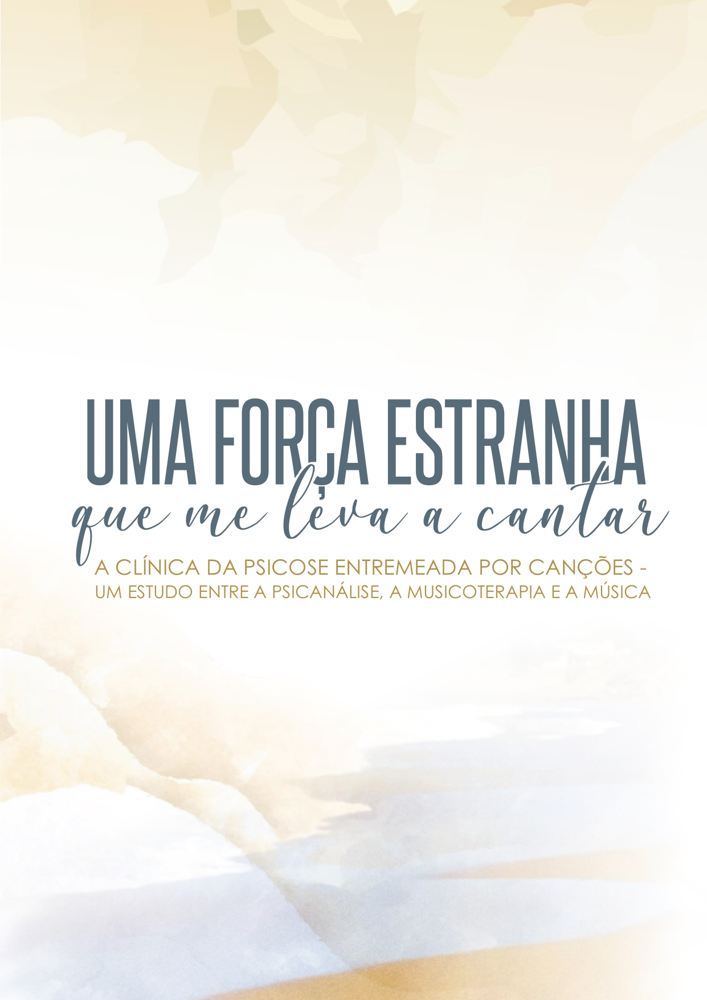 UMA FORÇA ESTRANHA
que me leva a cantar
A CLÍNICA DA PSICOSE ENTREMEADA POR CANÇÕES -
UM ESTUDO ENTRE A PSICANÁLISE, A MUSICOTERAPIA E A MÚSICA